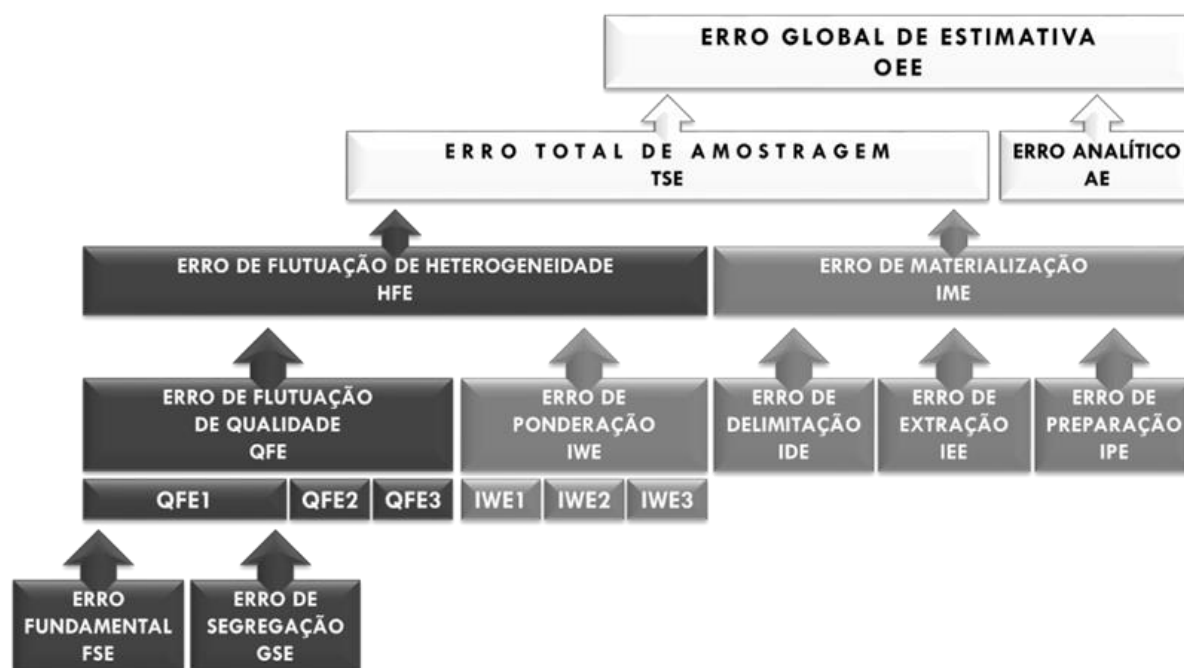 ERRO GLOBAL DE ESTIMATIVA
OEE
ERRO TOTAL DE AMOSTRAGEM
TSE
ERRO ANALÍTICO
AE
ERRO DE FLUTUAÇÃO DE HETEROGENEIDADE
HFE
ERRO DE MATERIALIZAÇÃO
IME
ERRO DE FLUTUAÇÃO
DE QUALIDADE
QFE
ERRO DE
PONDERAÇÃO
IWE
ERRO DE
DELIMITAÇÃO
IDE
ERRO DE
EXTRAÇÃO
IEE
ERRO DE
PREPARAÇÃO
IPE
QFE1
QFE2
QFE3
IWE1
IWE2
IWE3
ERRO
FUNDAMENTAL
FSE
ERRO DE
SEGREGAÇÃO
GSE